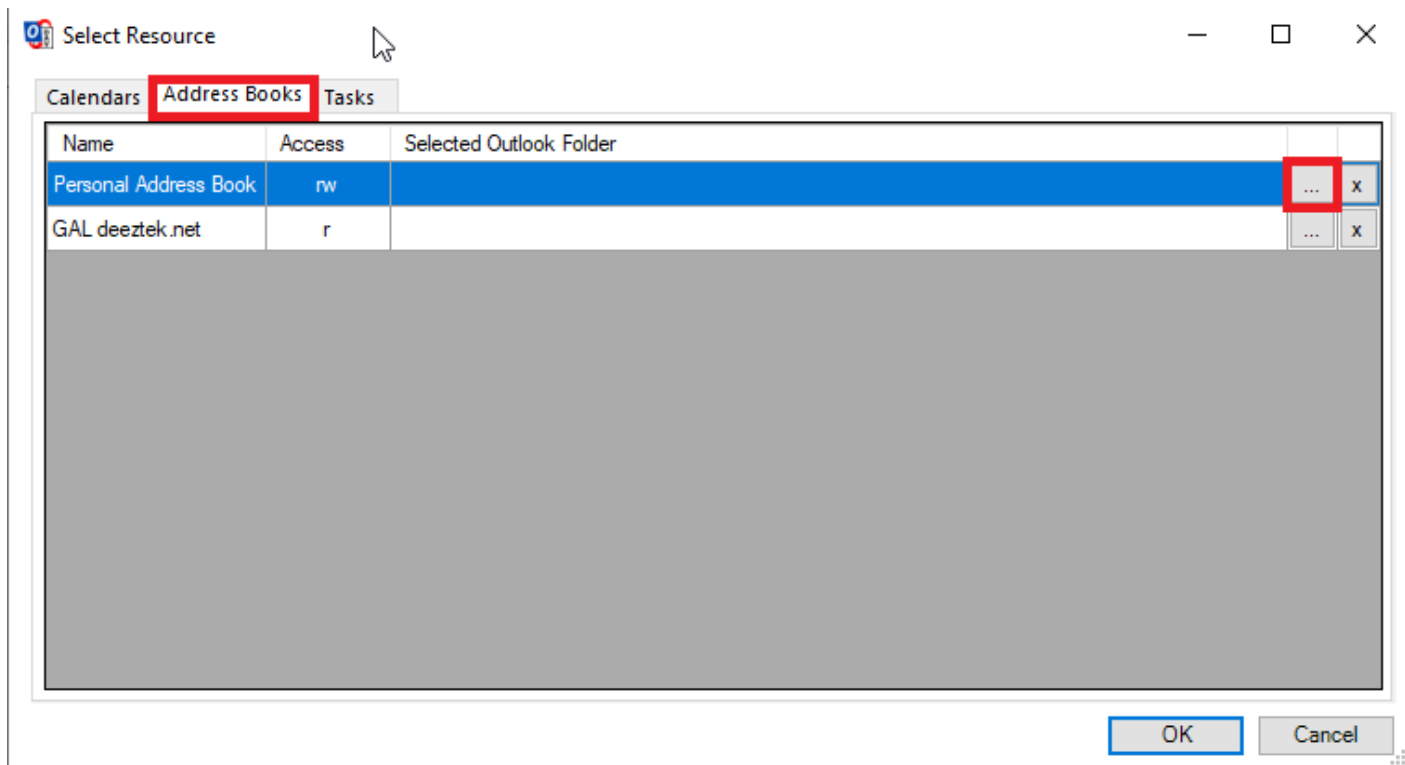 Select Resource
Calendars Address Books Tasks
Name Access Selected Outlook Folder
Personal Address Book rw ... x
GAL deeztek.net r ... x
OK Cancel